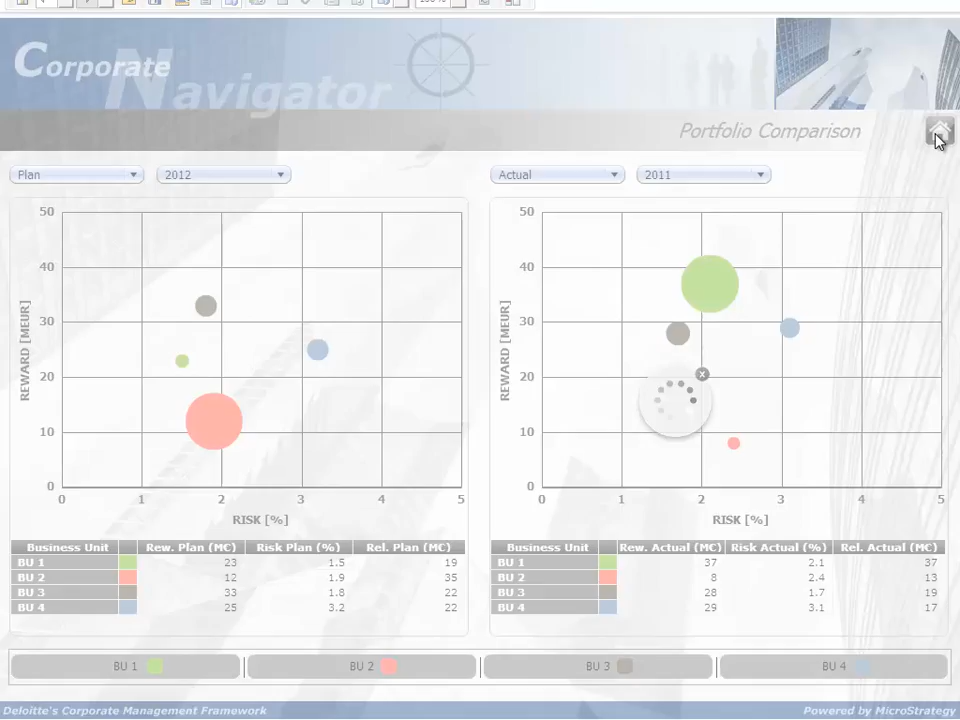 Corporate
Navigator
Portfolio Comparison
Plan 2012 Actual 2011
REWARD [MEUR]
50
40
30
20
10
0
0 1 2 3 4 5
RISK [%]
REWARD [MEUR]
50
40
30
20
10
0
0 1 2 3 4 5
RISK [%]
x
Business Unit Rew. Plan (MC) Risk Plan (%) Rel. Plan (MC)
BU 1 23 1.5 19
BU 2 12 1.9 35
BU 3 33 1.8 22
BU 4 25 3.2 22
Business Unit Rew. Actual (MC) Risk Actual (%) Rel. Actual (MC)
BU 1 37 2.1 37
BU 2 8 2.4 13
BU 3 28 1.7 19
BU 4 29 3.1 17
BU 1 BU 2 BU 3 BU 4
Deloitte's Corporate Management Framework Powered by MicroStrategy